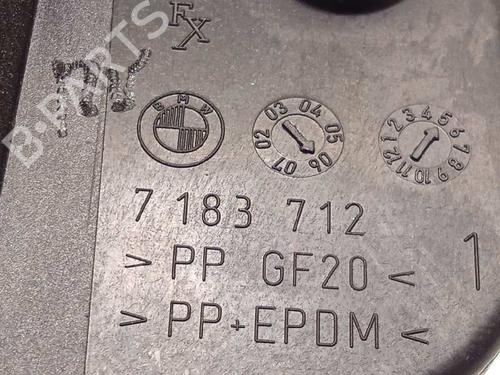 FX
B-PARTS
BMW
02 03 04 05 06 07
1 2 3 4 5 6 7 8 9 10 11 12
7 183 712
> PP GF20 <
1
> PP+EPDM <